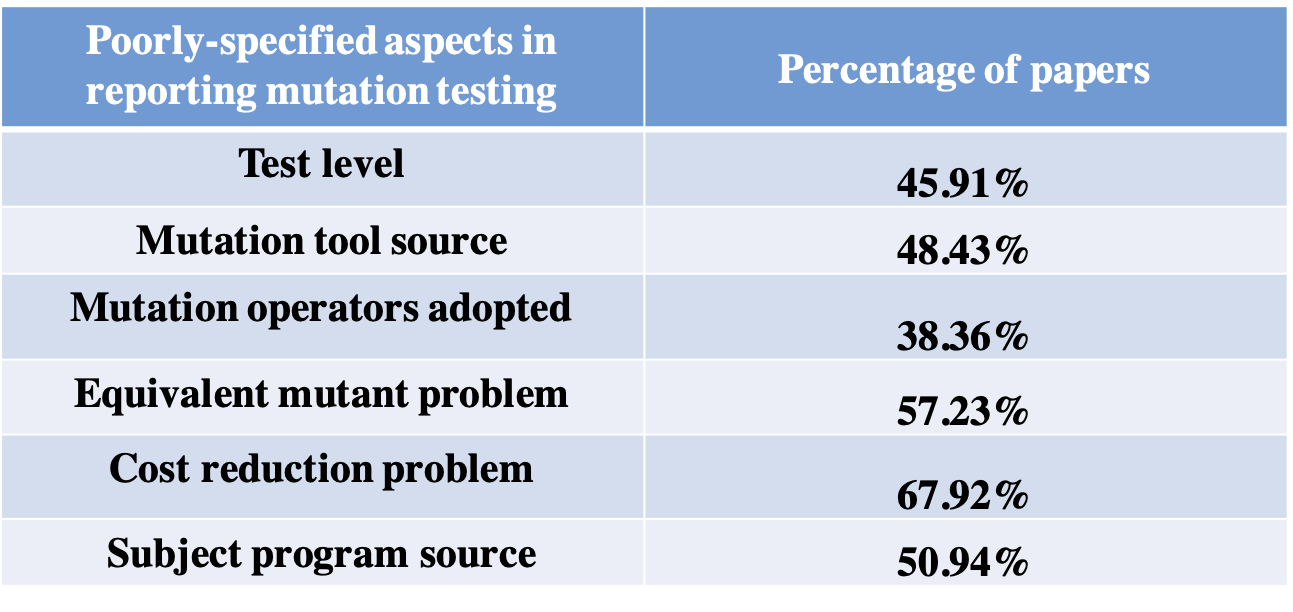 Poorly-specified aspects in
reporting mutation testing
Percentage of papers
Test level
45.91%
Mutation tool source
48.43%
Mutation operators adopted
38.36%
Equivalent mutant problem
57.23%
Cost reduction problem
67.92%
Subject program source
50.94%